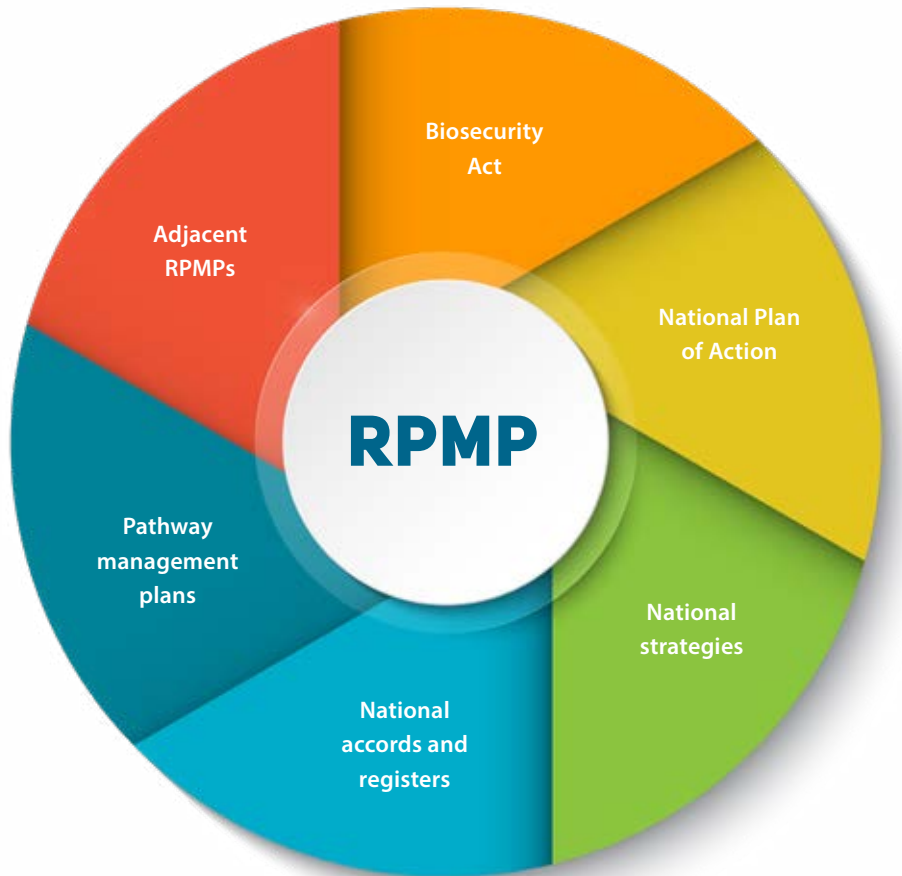 Biosecurity
Act
National Plan
of Action
National
strategies
National
accords and
registers
Pathway
management
plans
Adjacent
RPMPs
RPMP